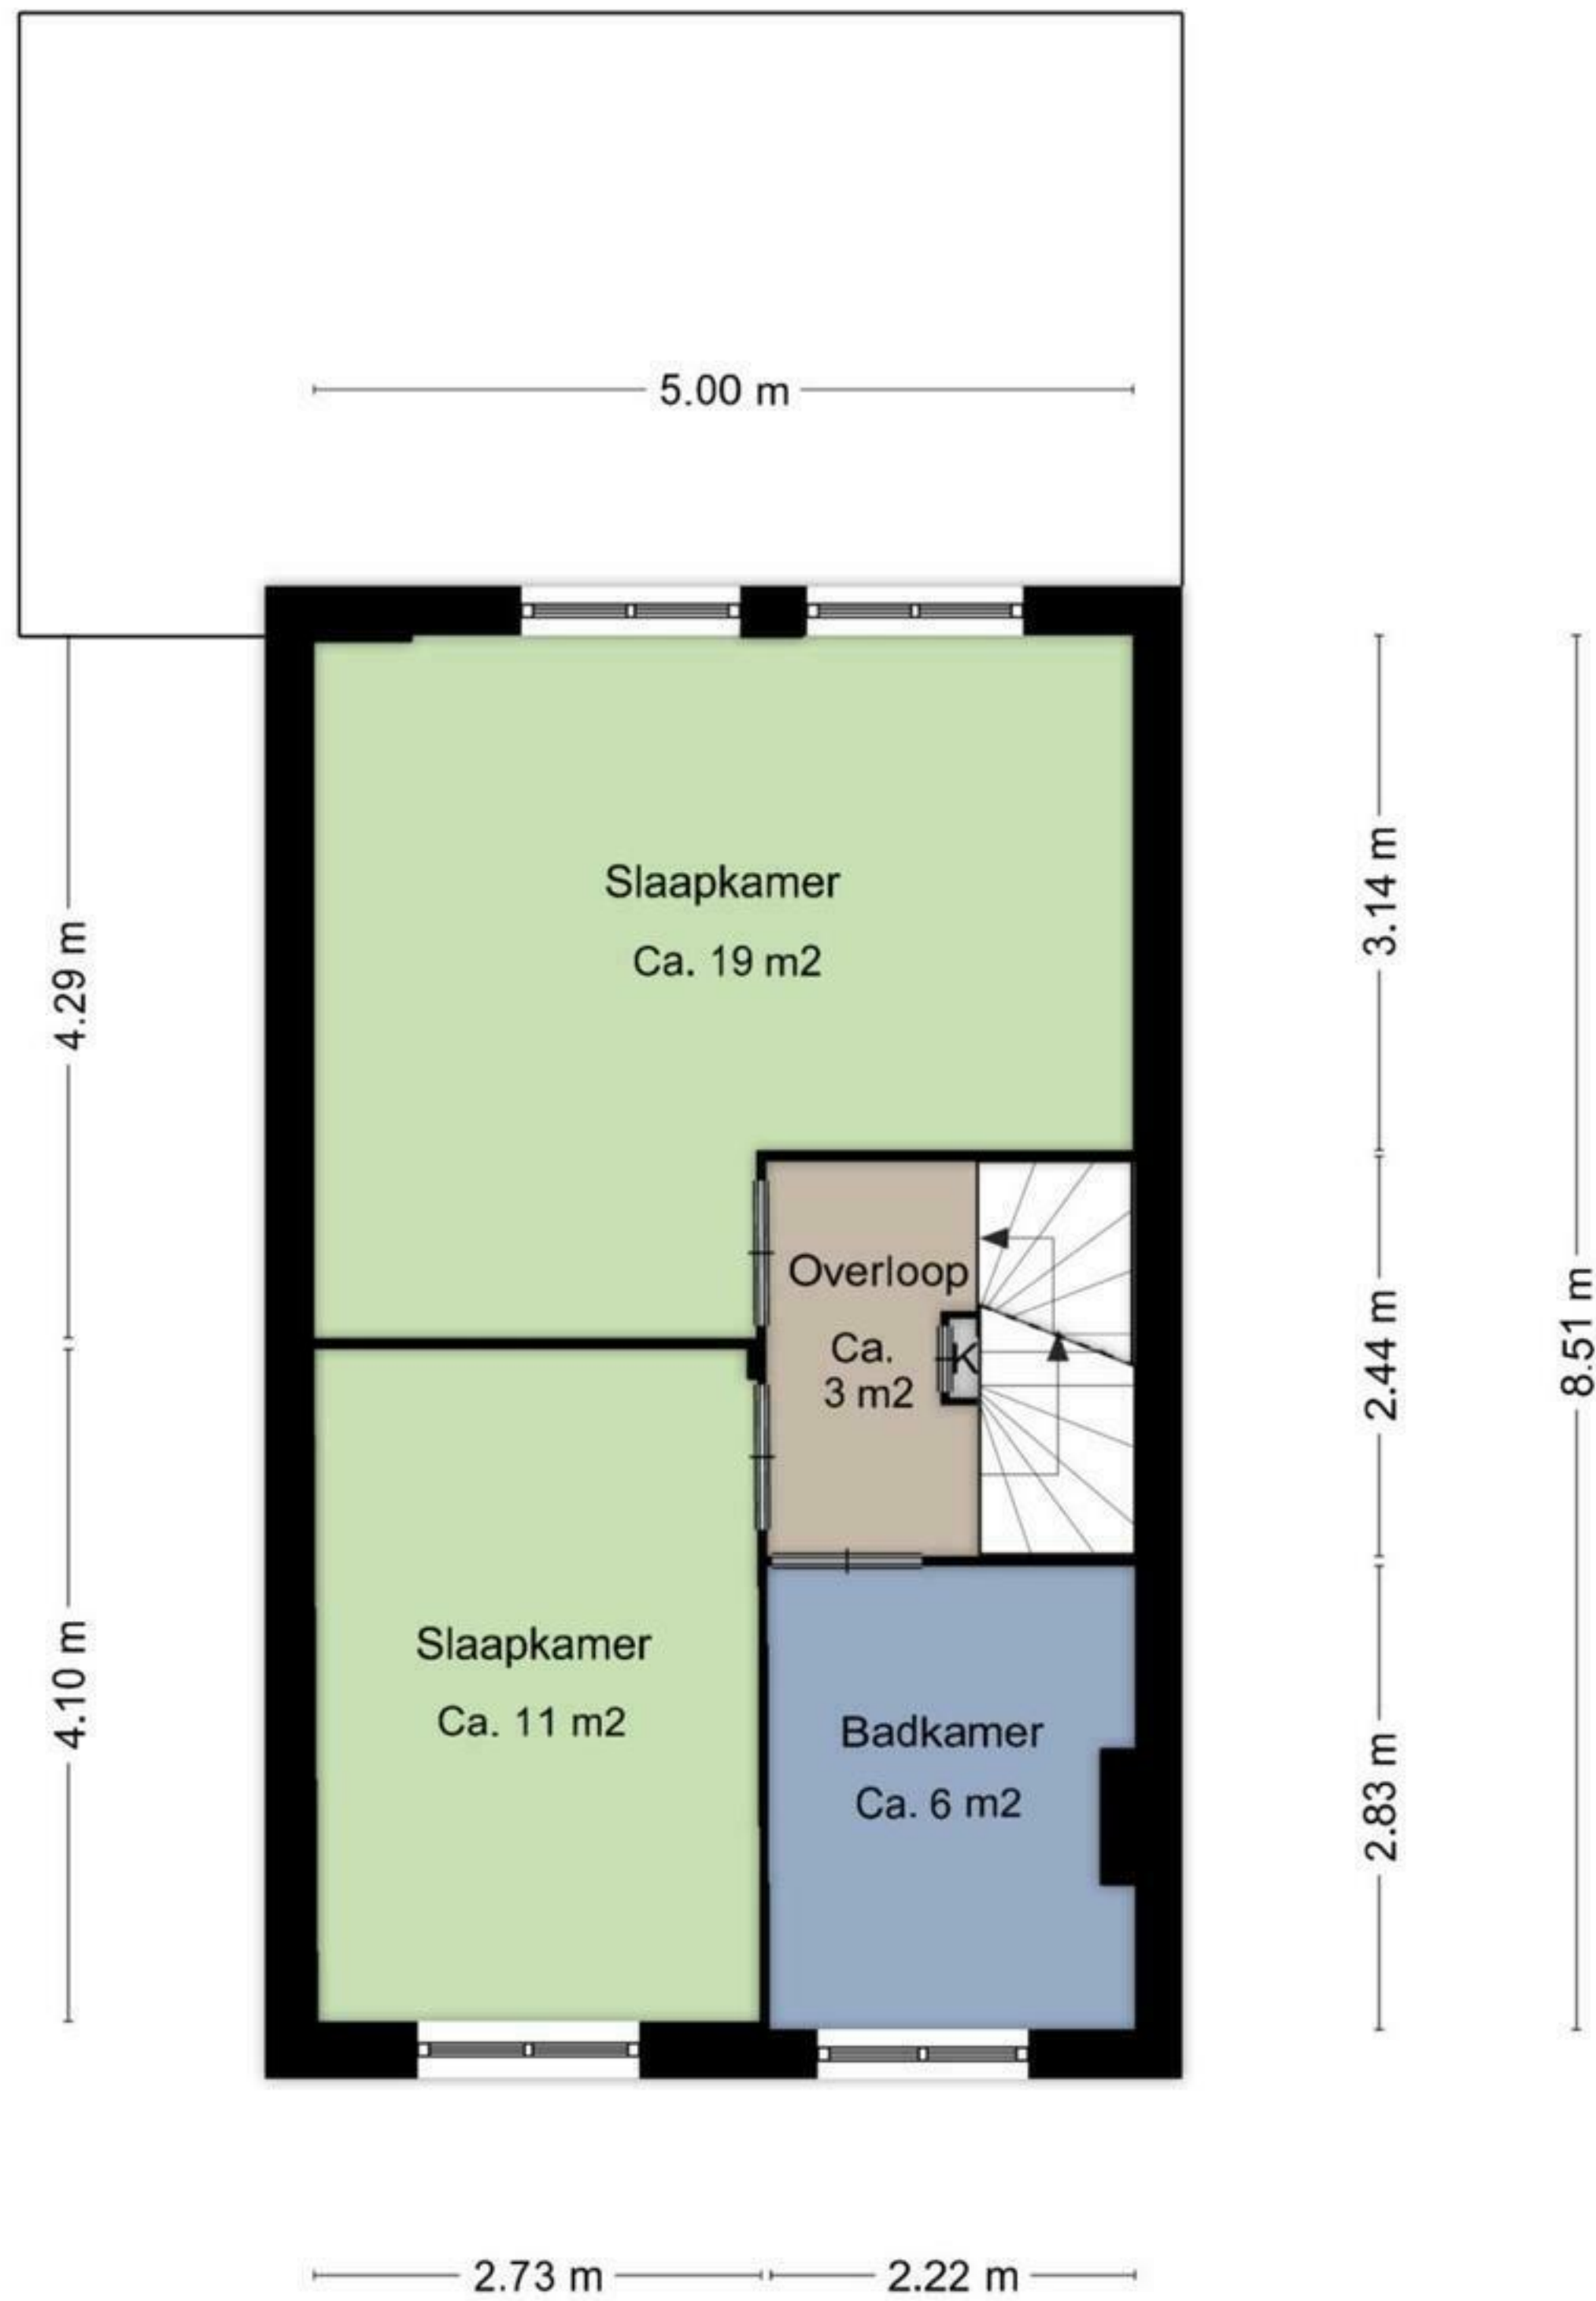 5.00 m
Slaapkamer
Ca. 19 m2
3.14 m
4.29 m
Overloop
Ca.
3 m2
K
2.44 m
8.51 m
Slaapkamer
Ca. 11 m2
4.10 m
Badkamer
Ca. 6 m2
2.83 m
2.73 m
2.22 m